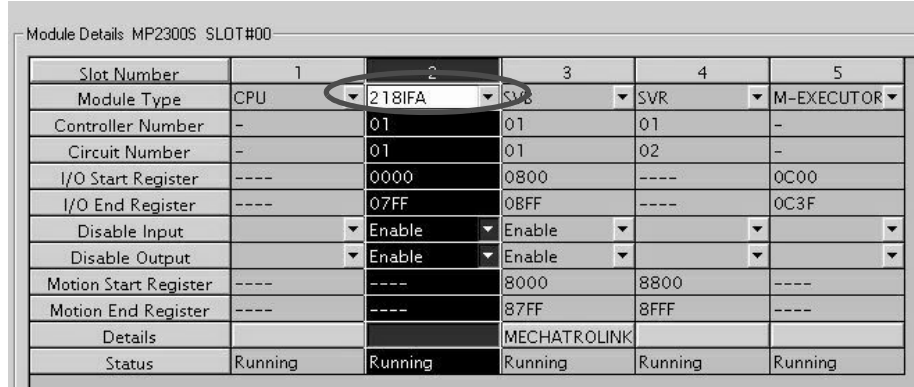 Module Details MP2300S SLOT#00
Slot Number 1 2 3 4 5
Module Type CPU 218IFA SVB SVR M-EXECUTOR
Controller Number - 01 01 01 -
Circuit Number - 01 01 02 -
I/O Start Register ---- 0000 0800 ---- 0C00
I/O End Register ---- 07FF 0BFF ---- 0C3F
Disable Input Enable Enable
Disable Output Enable Enable
Motion Start Register ---- ---- 8000 8800 ----
Motion End Register ---- ---- 87FF 8FFF ----
Details MECHATROLINK
Status Running Running Running Running Running